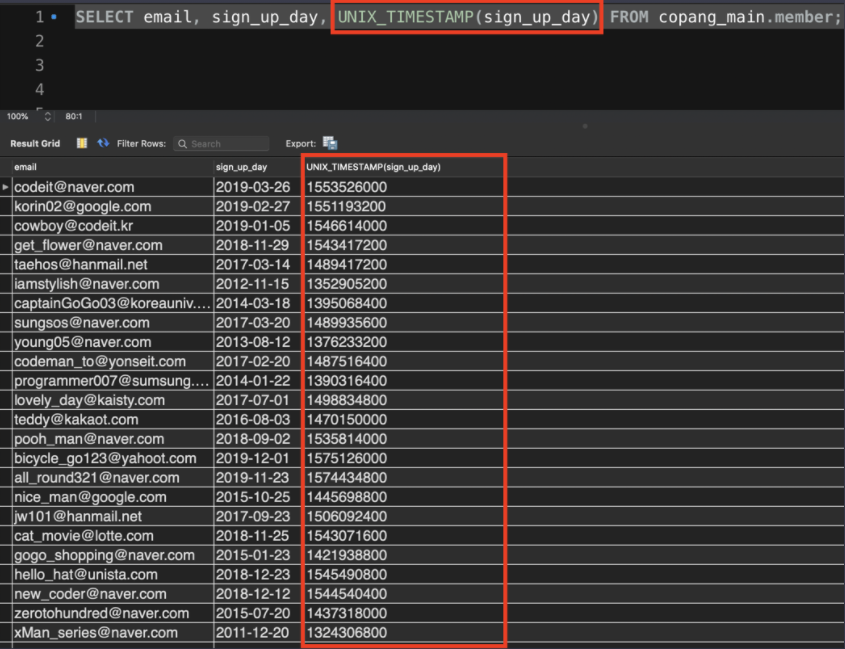 1 SELECT email, sign_up_day, UNIX_TIMESTAMP(sign_up_day) FROM copang_main.member;
2
3
4
100% 80:1
Result Grid Filter Rows: Search Export:
email sign_up_day UNIX_TIMESTAMP(sign_up_day)
codeit@naver.com 2019-03-26 1553526000
korin02@google.com 2019-02-27 1551193200
cowboy@codeit.kr 2019-01-05 1546614000
get_flower@naver.com 2018-11-29 1543417200
taehos@hanmail.net 2017-03-14 1489417200
iamstylish@naver.com 2012-11-15 1352905200
captainGoGo03@koreauniv.... 2014-03-18 1395068400
sungsos@naver.com 2017-03-20 1489935600
young05@naver.com 2013-08-12 1376233200
codeman_to@yonseit.com 2017-02-20 1487516400
programmer007@sumsung.... 2014-01-22 1390316400
lovely_day@kaisty.com 2017-07-01 1498834800
teddy@kakaot.com 2016-08-03 1470150000
pooh_man@naver.com 2018-09-02 1535814000
bicycle_go123@yahoot.com 2019-12-01 1575126000
all_round321@naver.com 2019-11-23 1574434800
nice_man@google.com 2015-10-25 1445698800
jw101@hanmail.net 2017-09-23 1506092400
cat_movie@lotte.com 2018-11-25 1543071600
gogo_shopping@naver.com 2015-01-23 1421938800
hello_hat@unista.com 2018-12-23 1545490800
new_coder@naver.com 2018-12-12 1544540400
zerotohundred@naver.com 2015-07-20 1437318000
xMan_series@naver.com 2011-12-20 1324306800